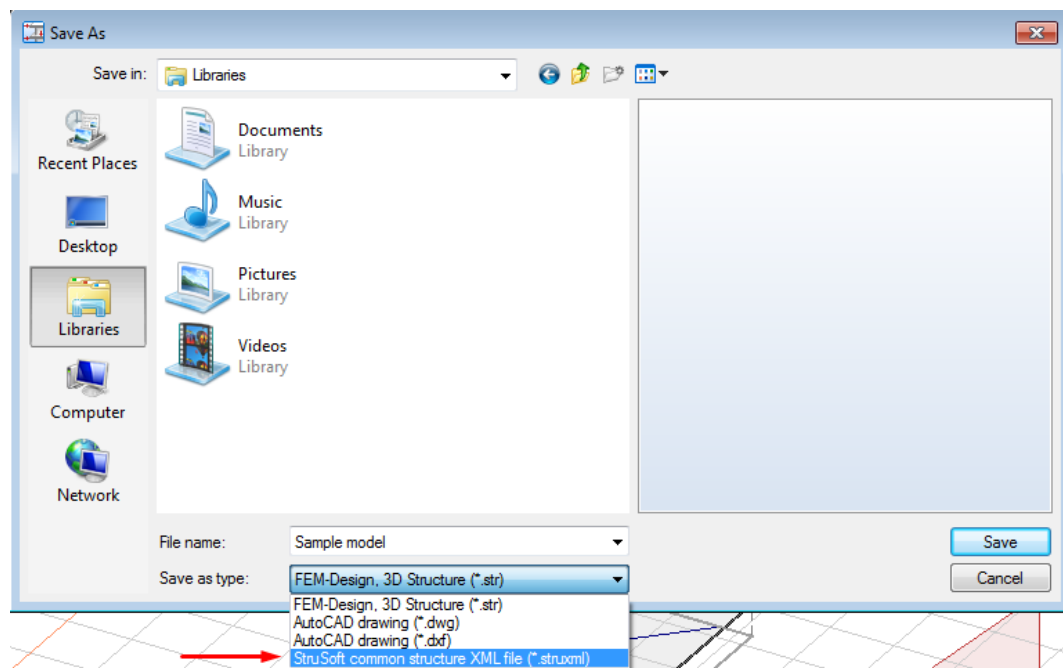 Save As
Save in:
Libraries
Recent Places
Desktop
Libraries
Computer
Network
Documents
Library
Music
Library
Pictures
Library
Videos
Library
File name:
Sample model
Save
Save as type:
FEM-Design, 3D Structure (*.str)
Cancel
FEM-Design, 3D Structure (*.str)
AutoCAD drawing (*.dwg)
AutoCAD drawing (*.dxf)
StruSoft common structure XML file (*.struxml)